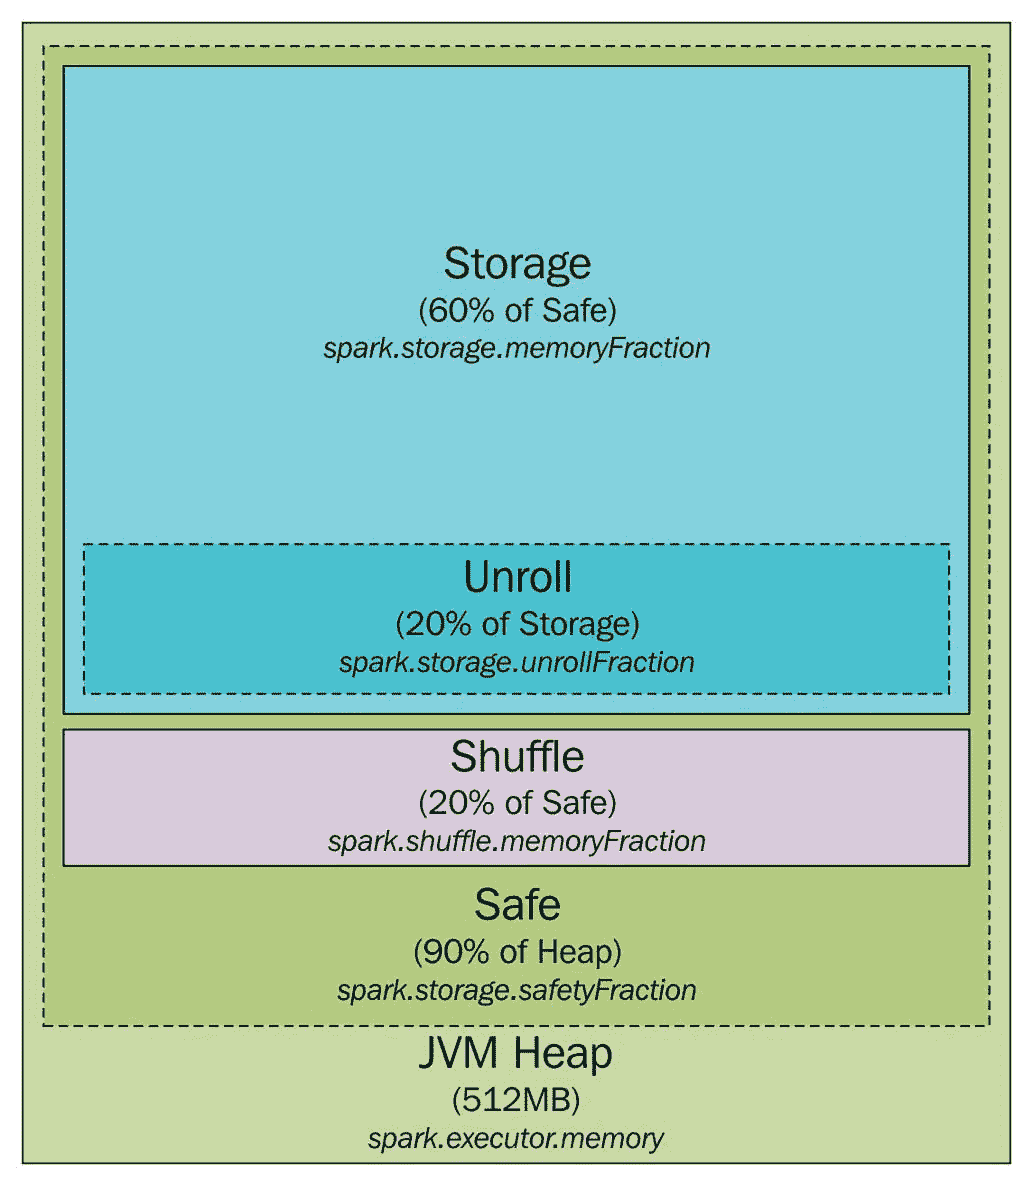 Storage
(60% of Safe)
spark.storage.memoryFraction
Unroll
(20% of Storage)
spark.storage.unrollFraction
Shuffle
(20% of Safe)
spark.shuffle.memoryFraction
Safe
(90% of Heap)
spark.storage.safetyFraction
JVM Heap
(512MB)
spark.executor.memory